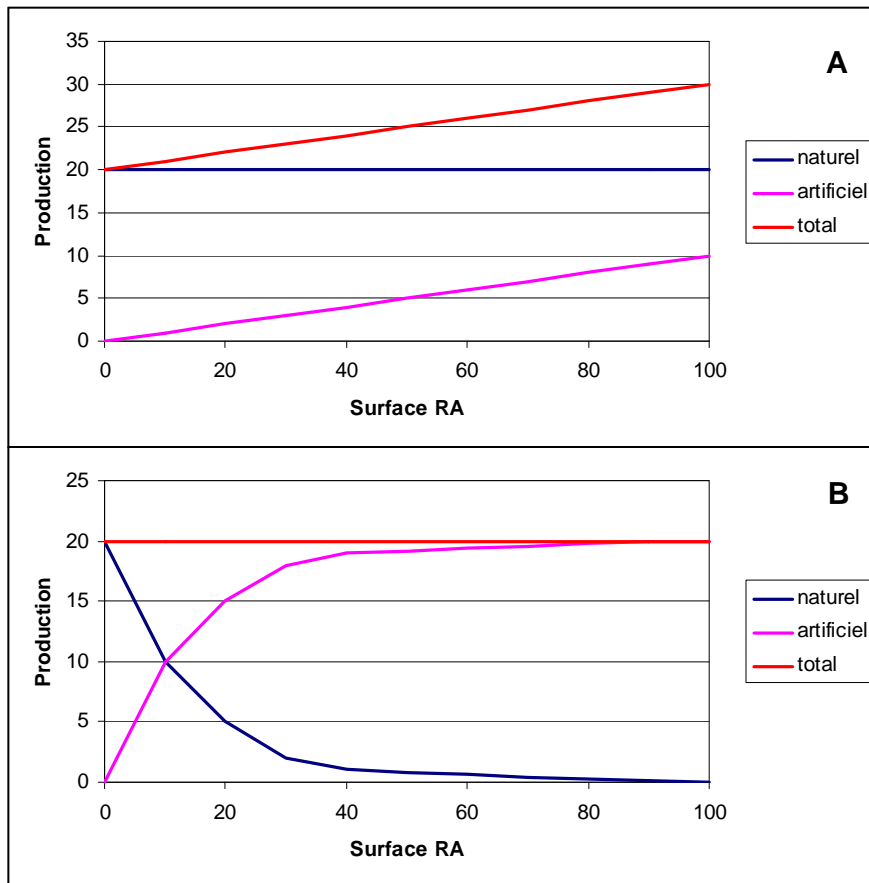 A
35
30
25
20
15
10
5
0
Production
0 20 40 60 80 100
Surface RA
naturel
artificiel
total
B
25
20
15
10
5
0
Production
0 20 40 60 80 100
Surface RA
naturel
artificiel
total